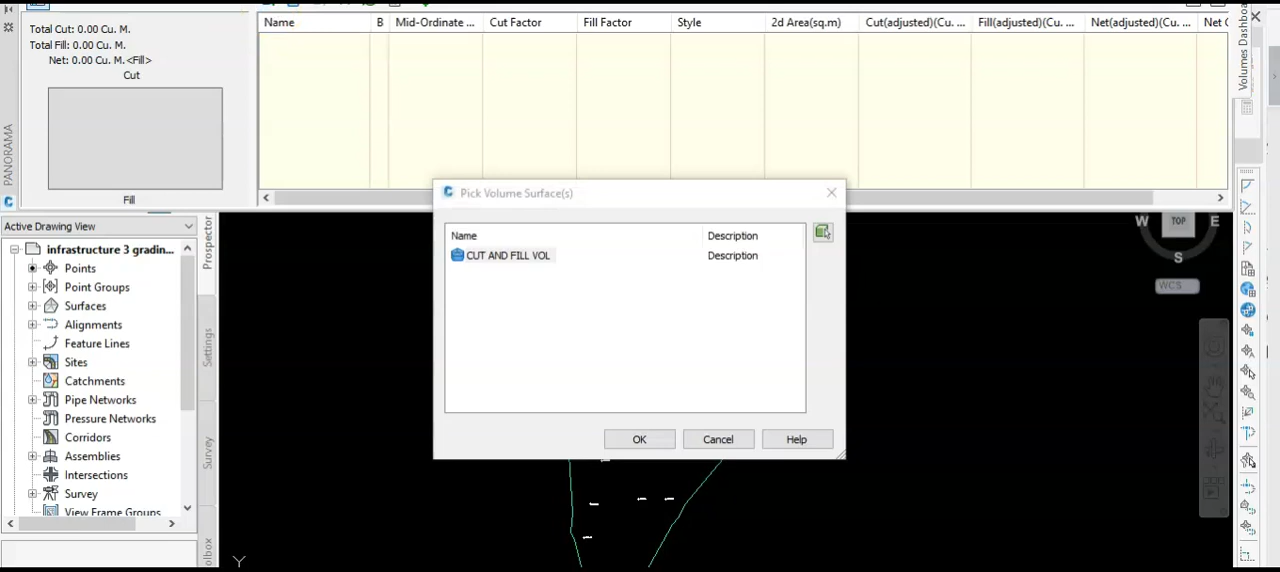 Total Cut: 0.00 Cu. M.
Total Fill: 0.00 Cu. M.
Net: 0.00 Cu. M.<Fill>
Cut
Fill
PANORAMA
Name B Mid-Ordinate ... Cut Factor Fill Factor Style 2d Area(sq.m) Cut(adjusted)(Cu. ... Fill(adjusted)(Cu. ... Net(adjusted)(Cu. ...
Volumes Dashboa
Pick Volume Surface(s)
Name Description
CUT AND FILL VOL Description
OK Cancel Help
Active Drawing View
infrastructure 3 gradin...
Points
Point Groups
Surfaces
Alignments
Feature Lines
Sites
Catchments
Pipe Networks
Pressure Networks
Corridors
Assemblies
Intersections
Survey
View Frame Groups
Prospector
Settings
Survey
W TOP E
S
WCS
Y